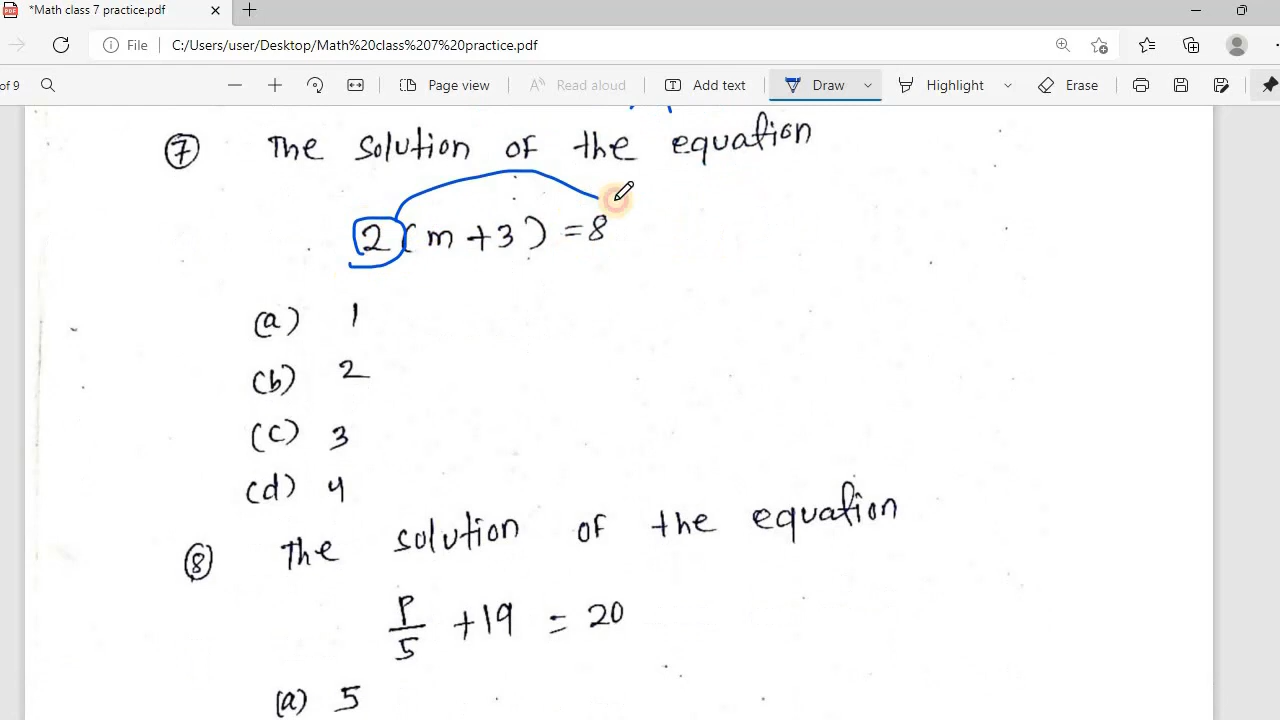 *Math class 7 practice.pdf
File C:/Users/user/Desktop/Math%20class%207%20practice.pdf
of 9 Page view Read aloud Add text Draw Highlight Erase
7 The solution of the equation
2(m+3) = 8
(a) 1
(b) 2
(c) 3
(d) 4
8 The solution of the equation
P/5 + 19 = 20
(a) 5